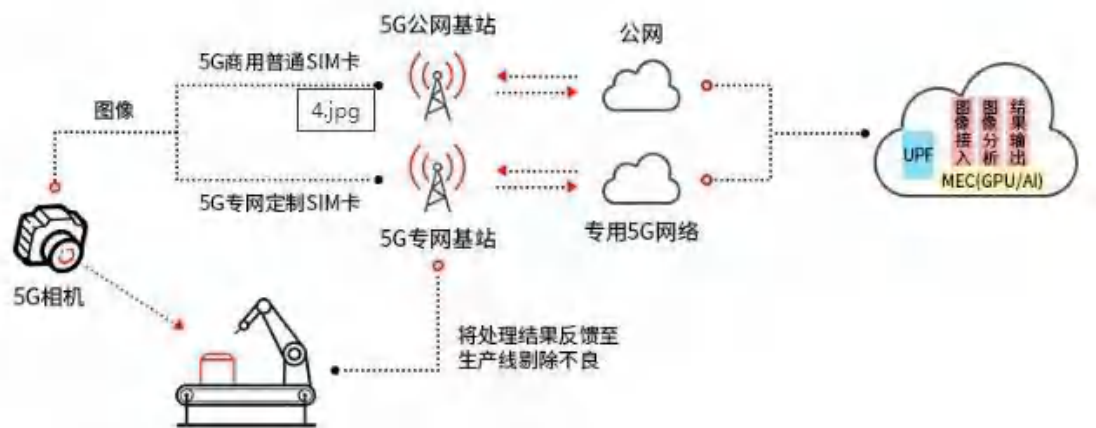 5G公网基站
公网
5G商用普通SIM卡
图像
4.jpg
图像接入
图像分析
结果输出
UPF
MEC(GPU/AI)
5G专网定制SIM卡
5G专网基站
专用5G网络
5G相机
将处理结果反馈至
生产线剔除不良